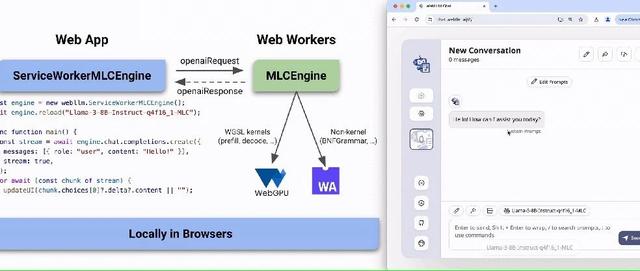 Web App
Web Workers
ServiceWorkerMLCEngine
openaiRequest
openaiResponse
MLCEngine
st engine = new webllm.ServiceWorkerMLCEngine();
it engine.reload("Llama-3-8B-Instruct-q4f16_1-MLC");
nc function main() {
st stream = await engine.chat.completions.create({
messages: [{ role: "user", content: "Hello!" }],
stream: true,
);
or await (const chunk of stream) {
updateUI(chunk.choices[0]?.delta?.content || "");
WGSL kernels
(prefill, decode, ..)
Non-kernel
(BNFGrammar, ...)
WebGPU
WA
Locally in Browsers
New Conversation
0 messages
Edit Prompts
How can I assist you today?
Prompt
Llama-3-8B-Instruct-q4f16_1-MLC
Enter to send, Shift + Enter to wrap, / to search prompts, : to
use commands
Llama-3-8B-Instruct-q4f16_1-MLC